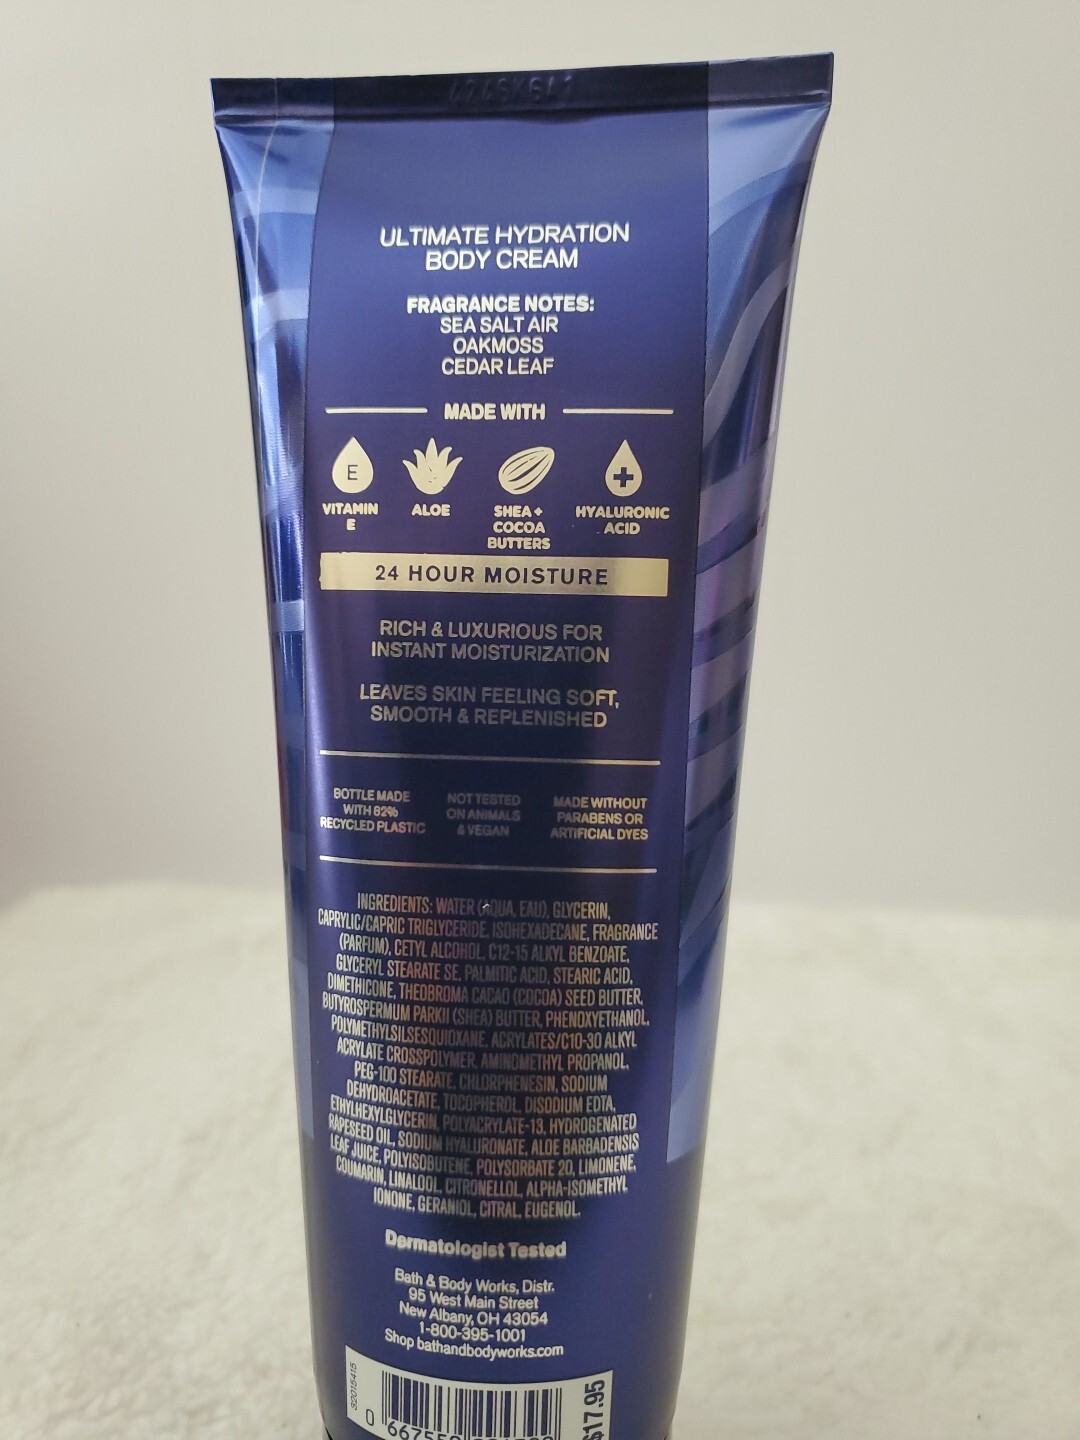 ULTIMATE HYDRATION
BODY CREAM
FRAGRANCE NOTES:
SEA SALT AIR
OAKMOSS
CEDAR LEAF
MADE WITH
E
VITAMIN
E
ALOE
SHEA +
COCOA
BUTTERS
HYALURONIC
ACID
24 HOUR MOISTURE
RICH & LUXURIOUS FOR
INSTANT MOISTURIZATION
LEAVES SKIN FEELING SOFT,
SMOOTH & REPLENISHED
BOTTLE MADE
WITH 82%
RECYCLED PLASTIC
NOT TESTED
ON ANIMALS
& VEGAN
MADE WITHOUT
PARABENS OR
ARTIFICIAL DYES
INGREDIENTS: WATER (AQUA, EAU), GLYCERIN,
CAPRYLIC/CAPRIC TRIGLYCERIDE, ISOHEXADECANE, FRAGRANCE
(PARFUM), CETYL ALCOHOL, C12-15 ALKYL BENZOATE,
GLYCERYL STEARATE SE, PALMITIC ACID, STEARIC ACID,
DIMETHICONE, THEOBROMA CACAO (COCOA) SEED BUTTER,
BUTYROSPERMUM PARKII (SHEA) BUTTER, PHENOXYETHANOL,
POLYMETHYLSILSESQUIOXANE, ACRYLATES/C10-30 ALKYL
ACRYLATE CROSSPOLYMER, AMINOMETHYL PROPANOL,
PEG-100 STEARATE, CHLORPHENESIN, SODIUM
DEHYDROACETATE, TOCOPHEROL, DISODIUM EDTA,
ETHYLHEXYLGLYCERIN, POLYACRYLATE-13, HYDROGENATED
RAPESEED OIL, SODIUM HYALURONATE, ALOE BARBADENSIS
LEAF JUICE, POLYISOBUTENE, POLYSORBATE 20, LIMONENE,
COUMARIN, LINALOOL, CITRONELLOL, ALPHA-ISOMETHYL
IONONE, GERANIOL, CITRAL, EUGENOL.
Dermatologist Tested
Bath & Body Works, Distr.
95 West Main Street
New Albany, OH 43054
1-800-395-1001
Shop bathandbodyworks.com
32015415
$17.95
0